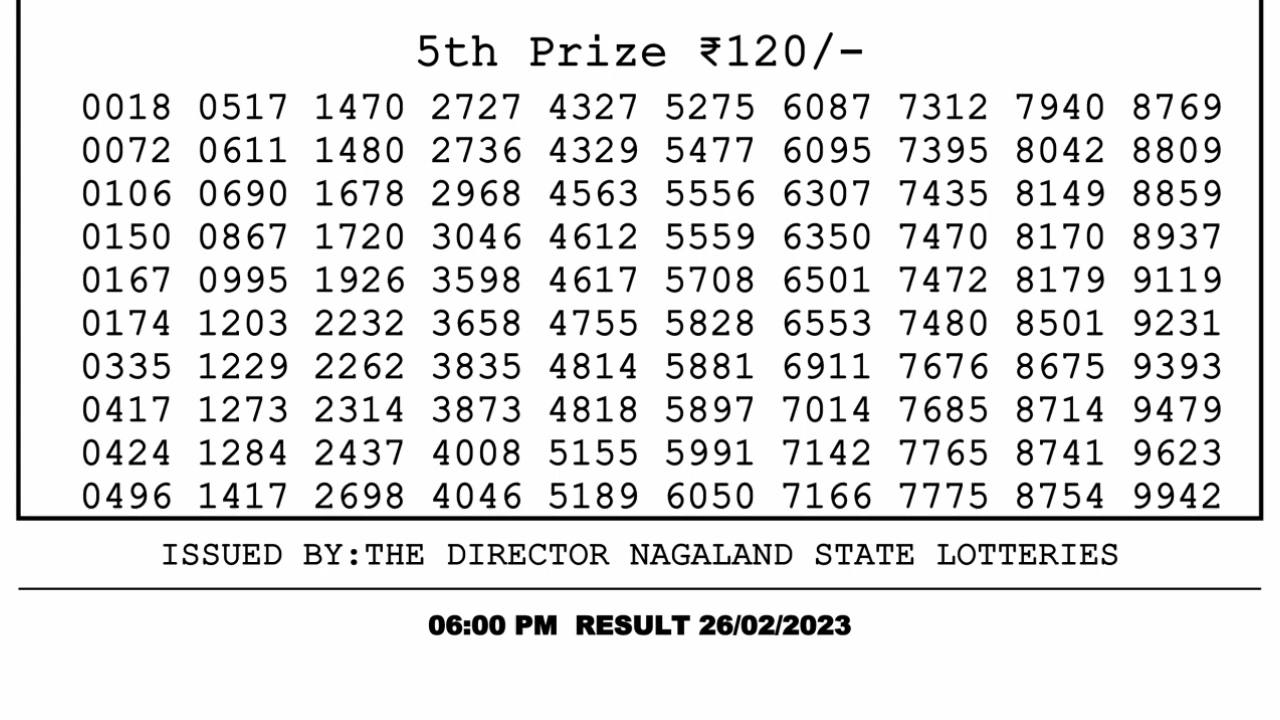 5th Prize ₹120/-
0018 0517 1470 2727 4327 5275 6087 7312 7940 8769
0072 0611 1480 2736 4329 5477 6095 7395 8042 8809
0106 0690 1678 2968 4563 5556 6307 7435 8149 8859
0150 0867 1720 3046 4612 5559 6350 7470 8170 8937
0167 0995 1926 3598 4617 5708 6501 7472 8179 9119
0174 1203 2232 3658 4755 5828 6553 7480 8501 9231
0335 1229 2262 3835 4814 5881 6911 7676 8675 9393
0417 1273 2314 3873 4818 5897 7014 7685 8714 9479
0424 1284 2437 4008 5155 5991 7142 7765 8741 9623
0496 1417 2698 4046 5189 6050 7166 7775 8754 9942
ISSUED BY:THE DIRECTOR NAGALAND STATE LOTTERIES
06:00 PM RESULT 26/02/2023